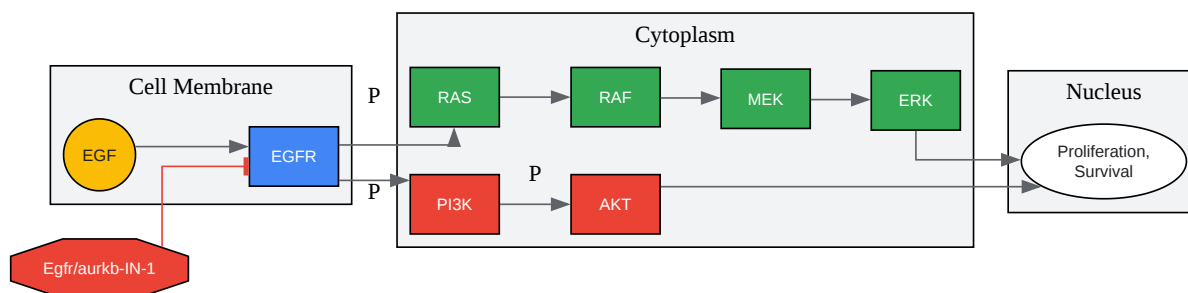 Cytoplasm
Cell Membrane
Nucleus
P
RAS
RAF
MEK
ERK
EGF
EGFR
Proliferation,
Survival
P
P
PI3K
AKT
Egfr/aurkb-IN-1